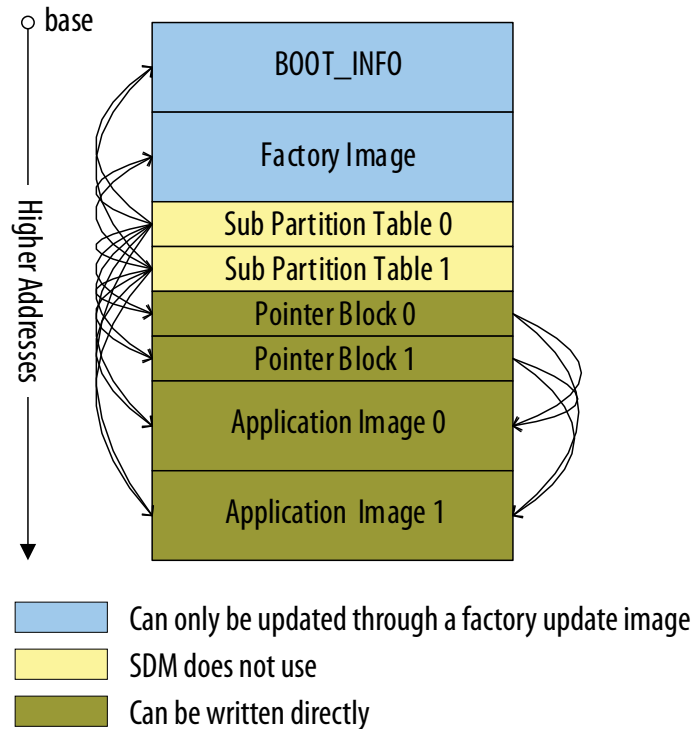 base
BOOT_INFO
Factory Image
Sub Partition Table 0
Sub Partition Table 1
Pointer Block 0
Pointer Block 1
Application Image 0
Application Image 1
Higher Addresses
Can only be updated through a factory update image
SDM does not use
Can be written directly